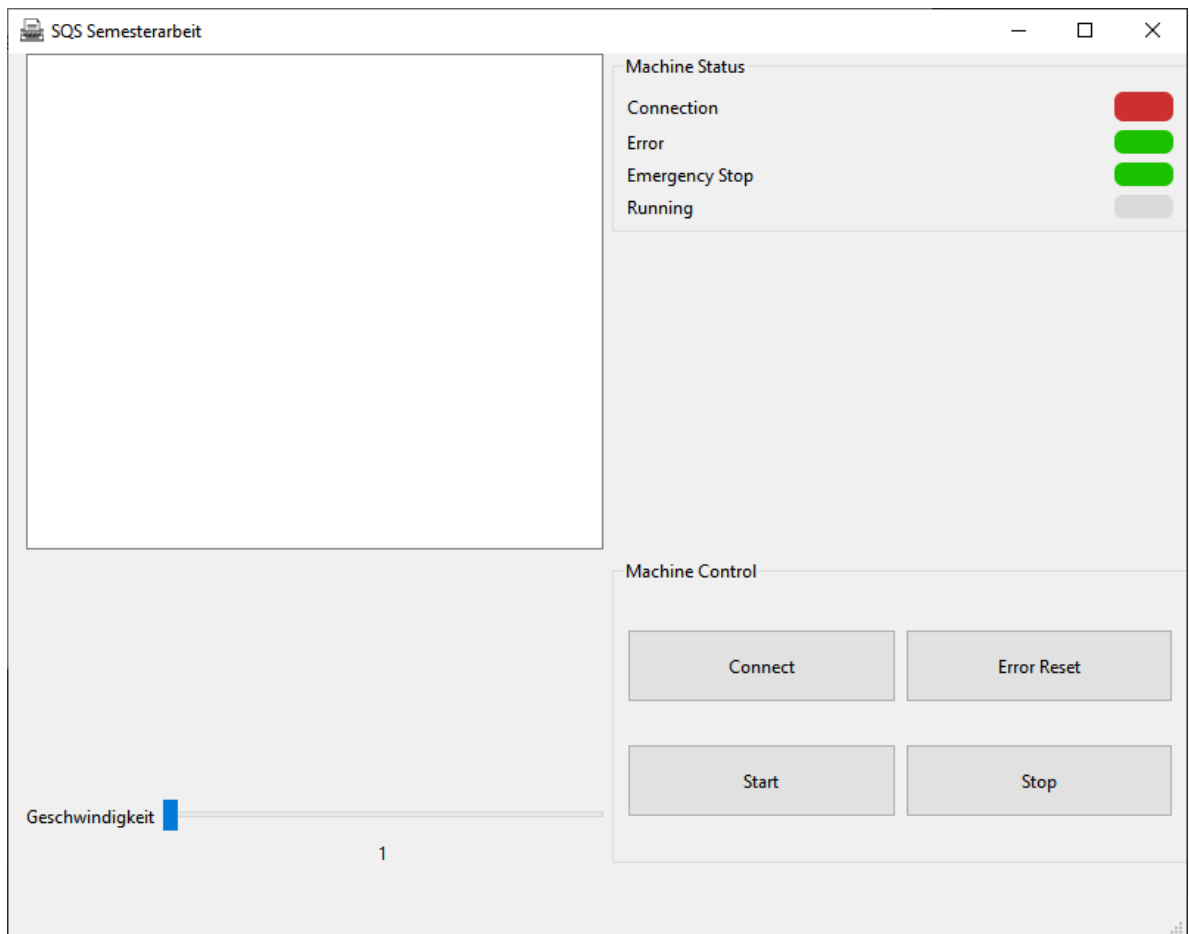 SQS Semesterarbeit
Machine Status
Connection
Error
Emergency Stop
Running
Machine Control
Connect
Error Reset
Start
Stop
Geschwindigkeit
1